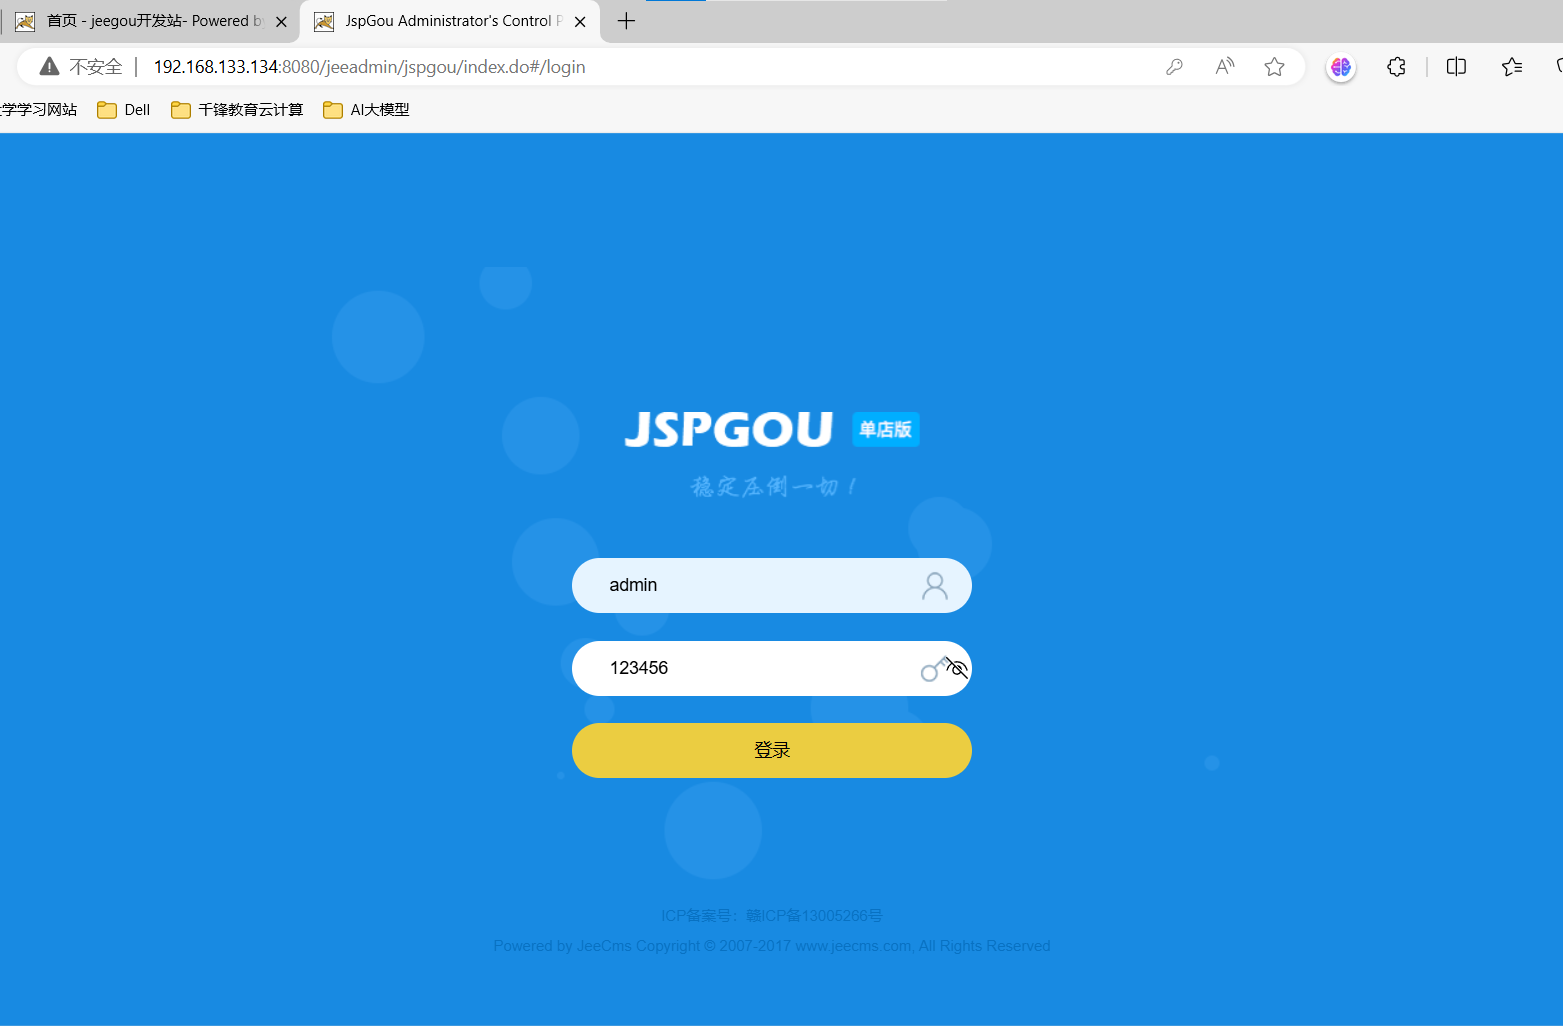 首页 - jeegou开发站- Powered by
JspGou Administrator's Control P
不安全
192.168.133.134:8080/jeeadmin/jspgou/index.do#/login
学学习网站
Dell
千锋教育云计算
AI大模型
JSPGOU 单店版
稳定压倒一切！
admin
123456
登录
ICP备案号：赣ICP备13005266号
Powered by JeeCms Copyright © 2007-2017 www.jeecms.com, All Rights Reserved